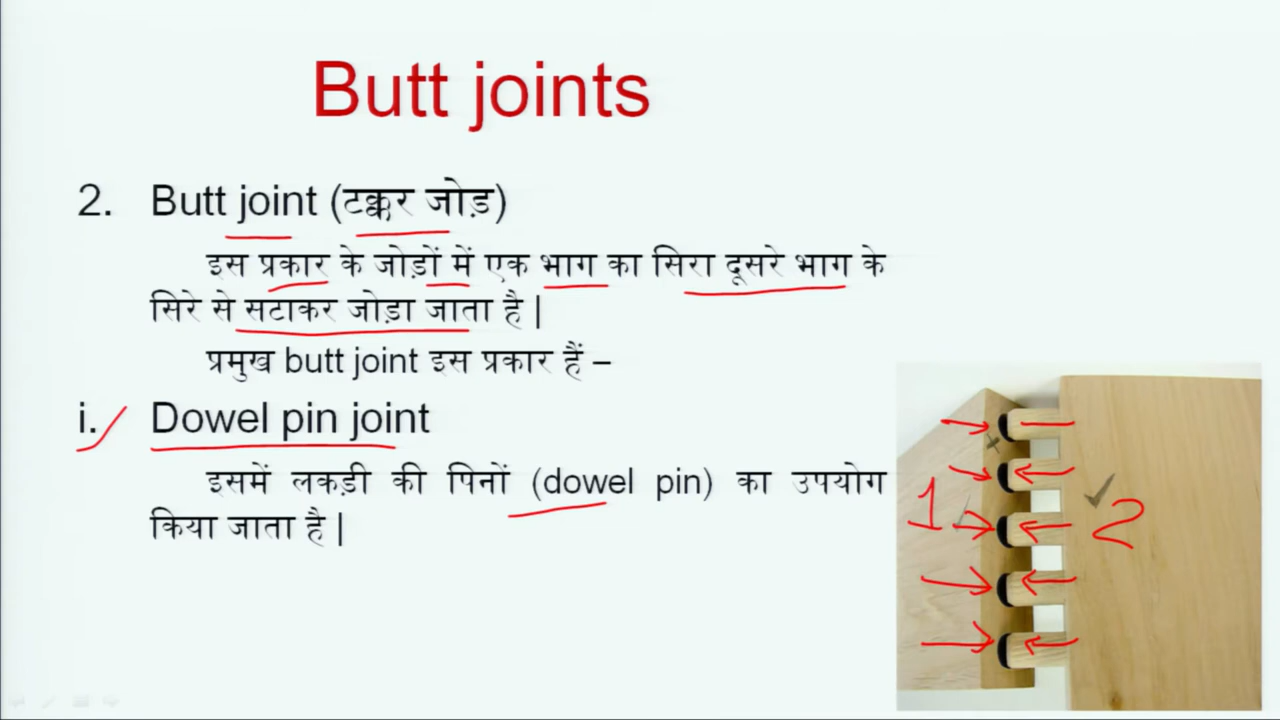 Butt joints
2. Butt joint (टक्कर जोड़)
इस प्रकार के जोड़ों में एक भाग का सिरा दूसरे भाग के
सिरे से सटाकर जोड़ा जाता है |
प्रमुख butt joint इस प्रकार हैं –
i. Dowel pin joint
इसमें लकड़ी की पिनों (dowel pin) का उपयोग
किया जाता है |
1 2